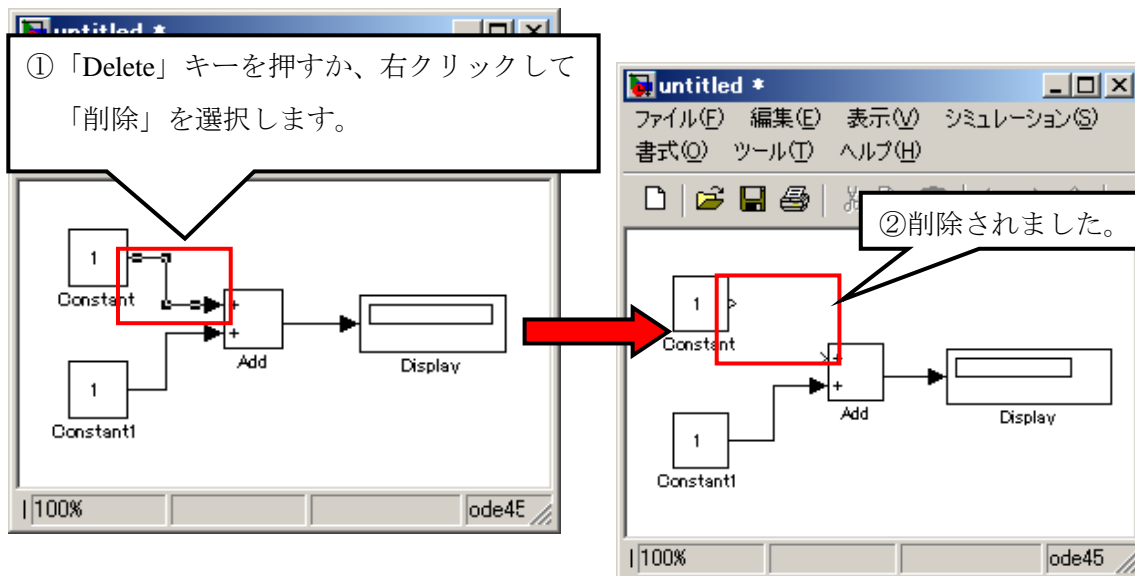 untitled *
①「Delete」キーを押すか、右クリックして
「削除」を選択します。
1
Constant
+
+
Add
Display
1
Constant1
100%
ode45
untitled *
ファイル(F) 編集(E) 表示(V) シミュレーション(S)
書式(O) ツール(T) ヘルプ(H)
②削除されました。
1
Constant
+
+
Add
Display
1
Constant1
100%
ode45